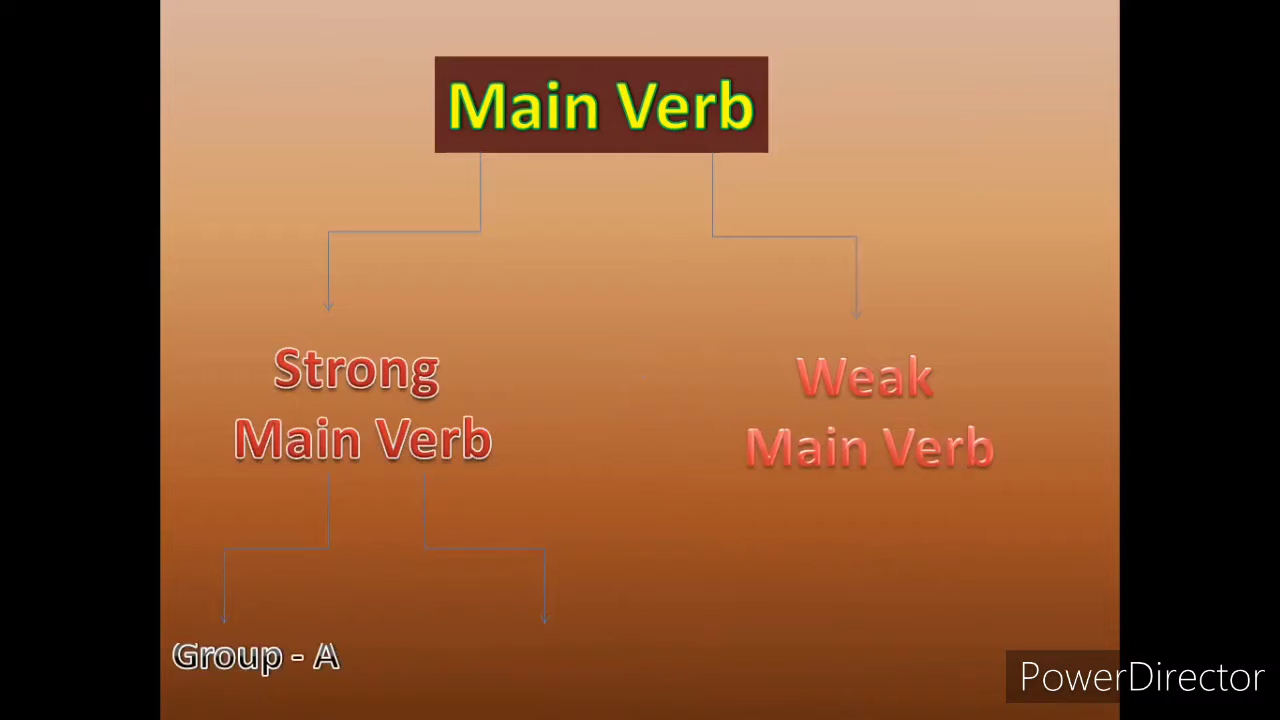 Main Verb
Strong
Main Verb
Weak
Main Verb
Group - A
PowerDirector